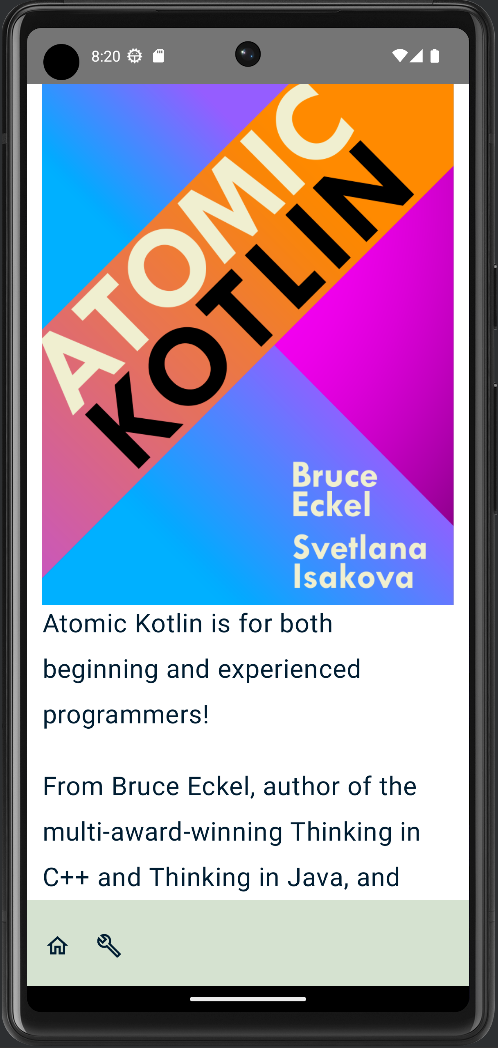 8:20
ATOMIC
KOTLIN
Bruce
Eckel
Svetlana
Isakova
Atomic Kotlin is for both
beginning and experienced
programmers!
From Bruce Eckel, author of the
multi-award-winning Thinking in
C++ and Thinking in Java, and